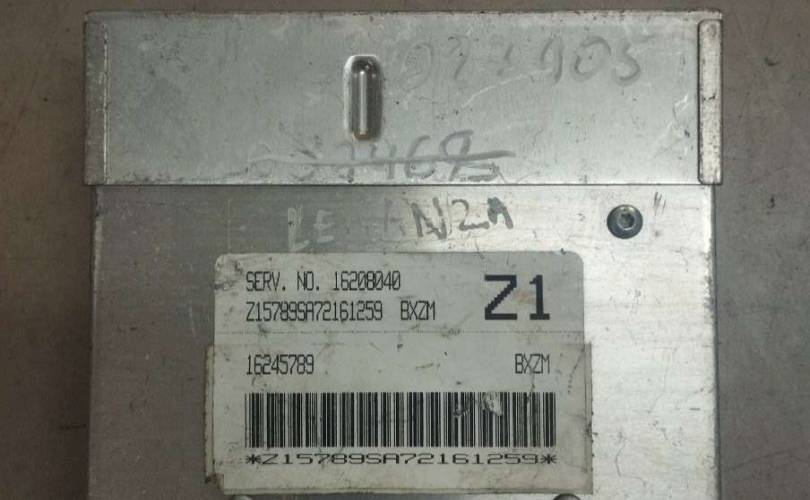 SERV. NO. 16208040
Z15789SA72161259 BXZM
Z1
16245789 BXZM
*Z15789SA72161259*